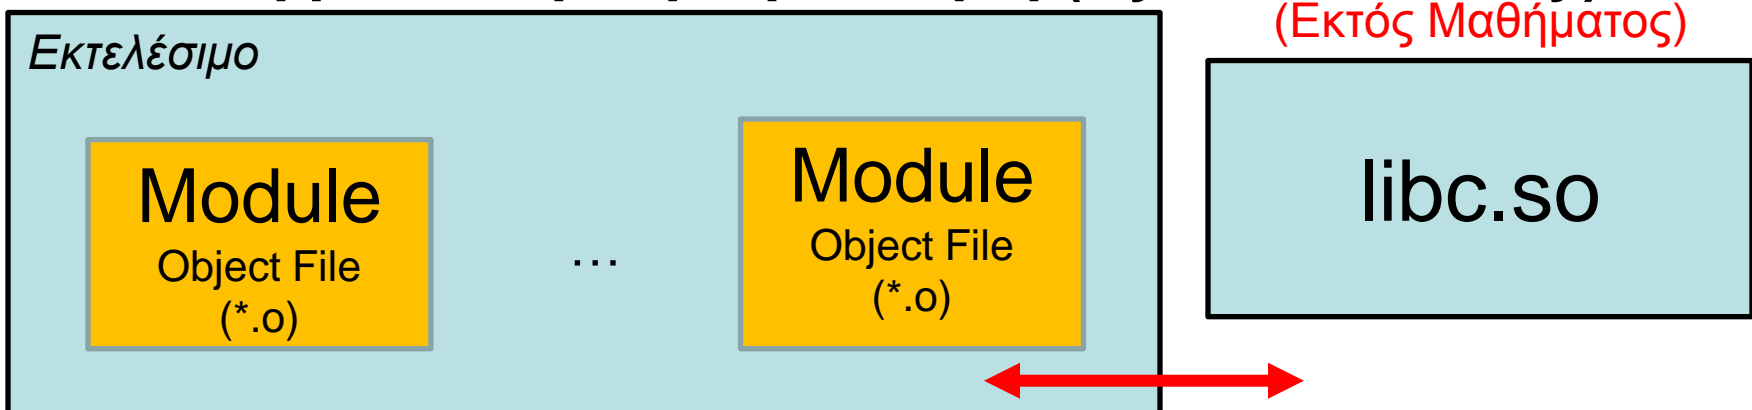 (Εκτός Μαθήματος)
Εκτελέσιμο
Module
Object File
(*.o)
…
Module
Object File
(*.o)
libc.so